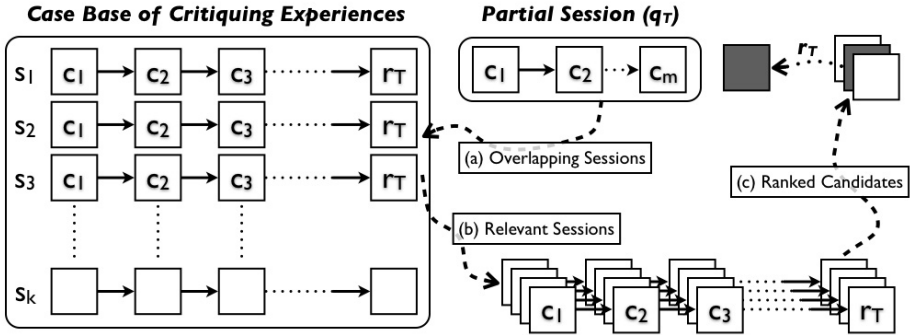 Case Base of Critiquing Experiences
Partial Session (qT)
s1 c1 c2 c3 rT
s2 c1 c2 c3 rT
s3 c1 c2 c3 rT
sk
c1 c2 cm
rT
(a) Overlapping Sessions
(c) Ranked Candidates
(b) Relevant Sessions
c1 c2 c3 rT